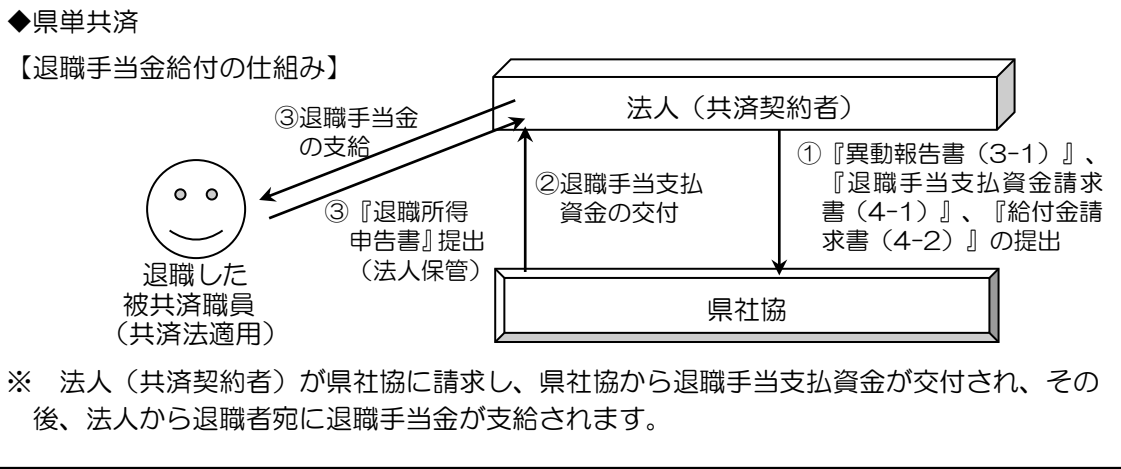 ◆県単共済
【退職手当金給付の仕組み】
法人（共済契約者）
③退職手当金
の支給
①『異動報告書（3-1）』、
『退職手当支払資金請求
書（4-1）』、『給付金請
求書（4-2）』の提出
②退職手当支払
資金の交付
③『退職所得
申告書』提出
（法人保管）
退職した
被共済職員
（共済法適用）
県社協
※　法人（共済契約者）が県社協に請求し、県社協から退職手当支払資金が交付され、その
後、法人から退職者宛に退職手当金が支給されます。